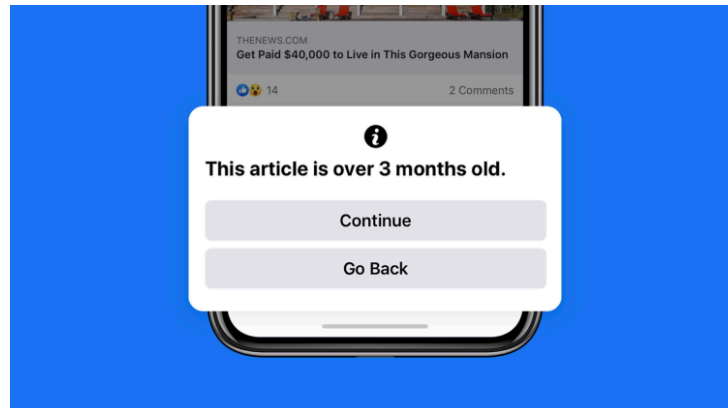 THENEWS.COM
Get Paid $40,000 to Live in This Gorgeous Mansion
14
2 Comments
This article is over 3 months old.
Continue
Go Back